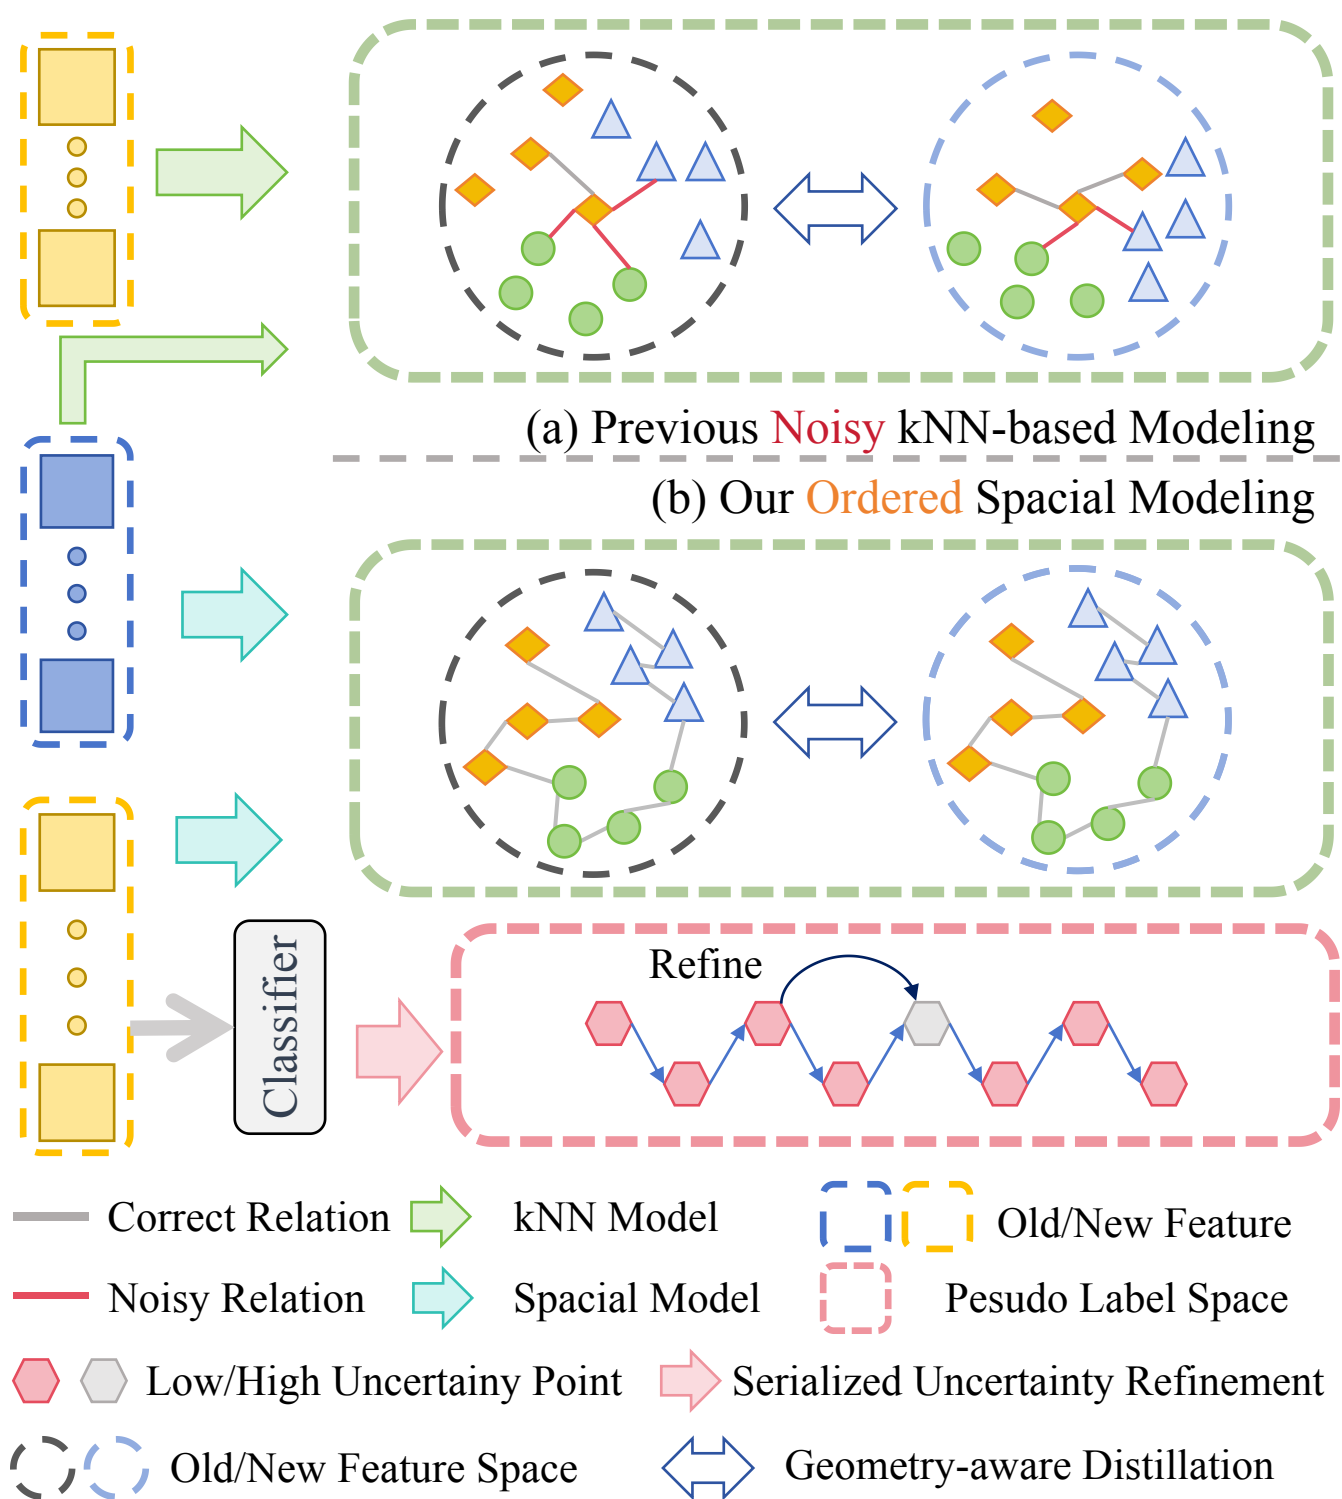 (a) Previous Noisy kNN-based Modeling
(b) Our Ordered Spacial Modeling
Refine
Classifier
Correct Relation
kNN Model
Old/New Feature
Noisy Relation
Spacial Model
Pesudo Label Space
Low/High Uncertainy Point
Serialized Uncertainty Refinement
Old/New Feature Space
Geometry-aware Distillation